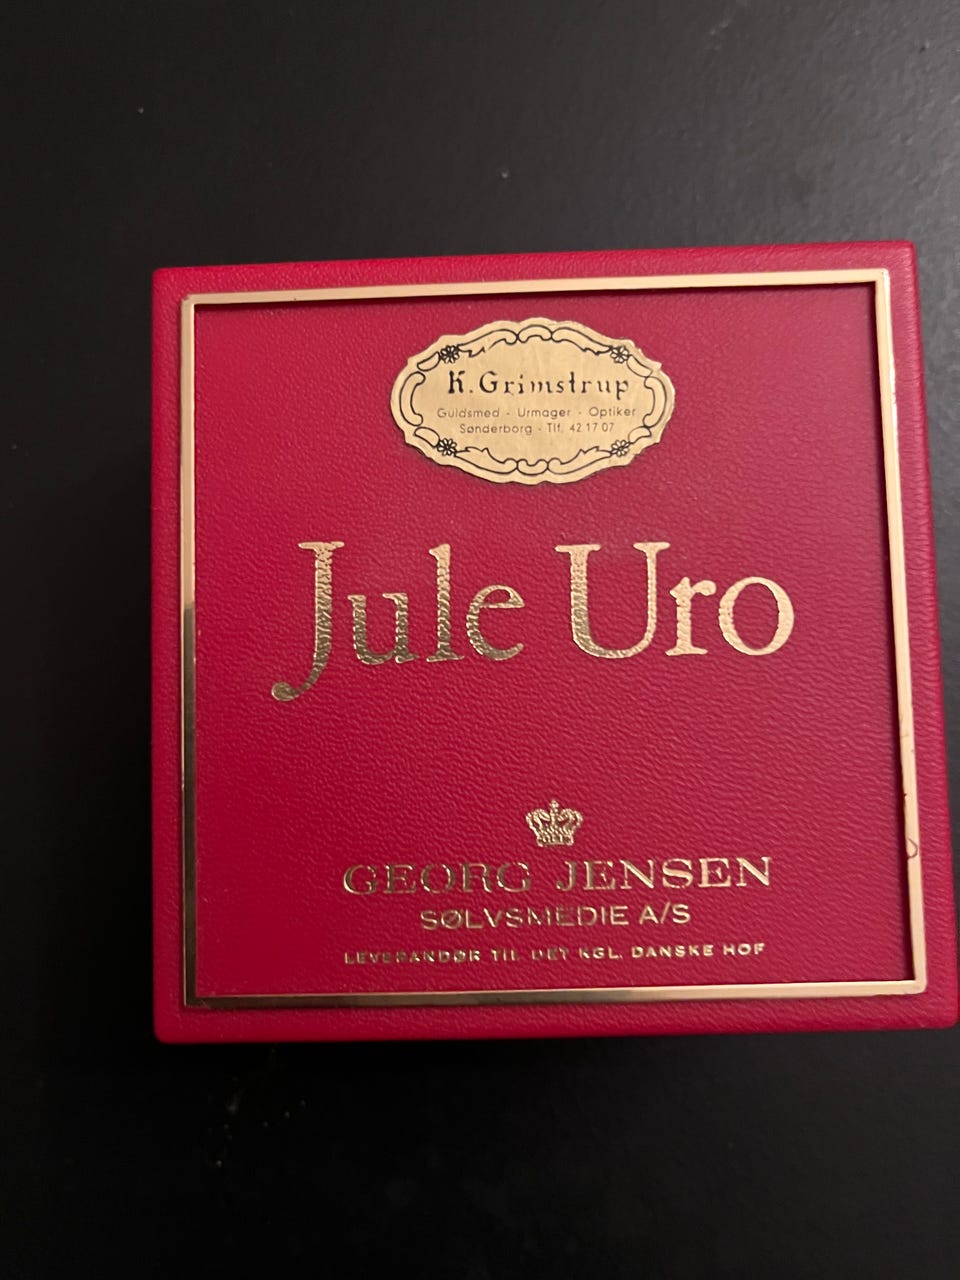 K. Grimstrup
Guldsmed - Urmager - Optiker
Sønderborg - Tlf. 42 17 07
Jule Uro
GEORG JENSEN
SØLVSMEDIE A/S
LEVERANDØR TIL DET KGL. DANSKE HOF